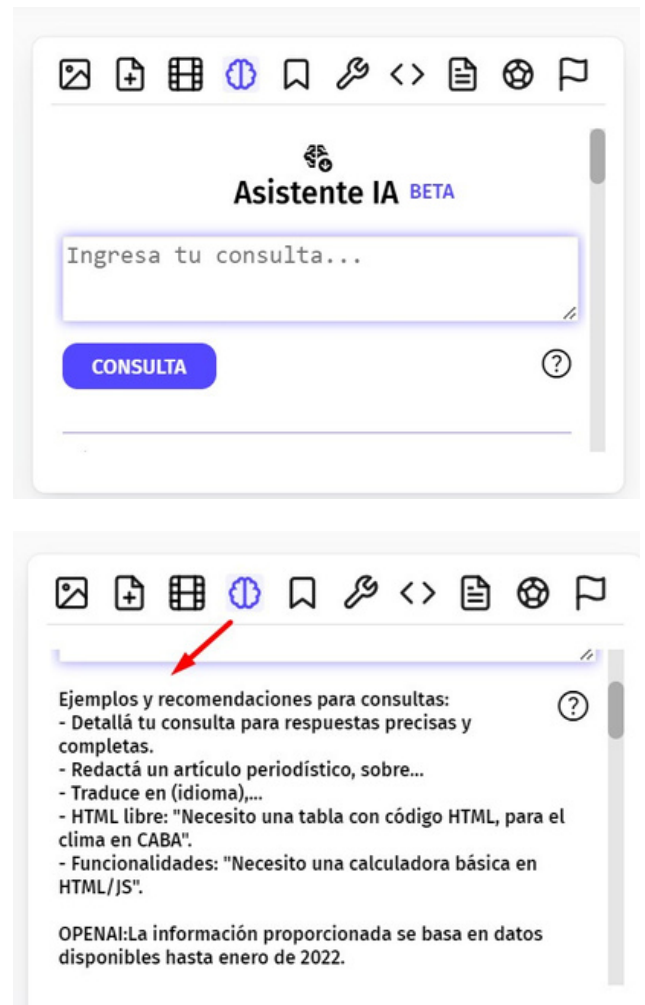 Asistente IA BETA
Ingresa tu consulta...
CONSULTA
?
Ejemplos y recomendaciones para consultas:
?
- Detallá tu consulta para respuestas precisas y
completas.
- Redactá un artículo periodístico, sobre...
- Traduce en (idioma),...
- HTML libre: "Necesito una tabla con código HTML, para el
clima en CABA".
- Funcionalidades: "Necesito una calculadora básica en
HTML/JS".
OPENAI:La información proporcionada se basa en datos
disponibles hasta enero de 2022.